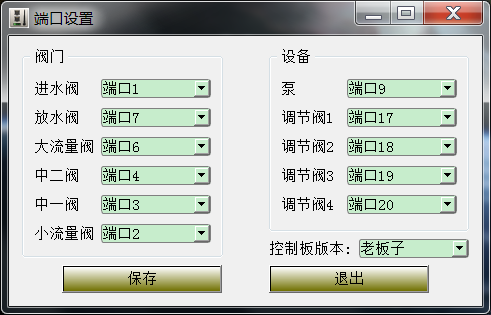 端口设置
阀门
进水阀 端口1
放水阀 端口7
大流量阀 端口6
中二阀 端口4
中一阀 端口3
小流量阀 端口2
设备
泵 端口9
调节阀1 端口17
调节阀2 端口18
调节阀3 端口19
调节阀4 端口20
控制板版本: 老板子
保存
退出